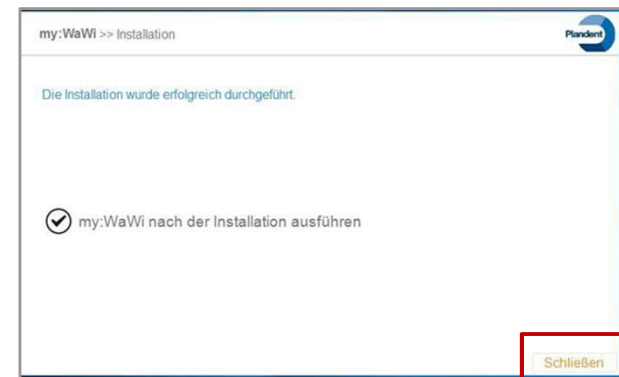 my:WaWi >> Installation
Plandent
Die Installation wurde erfolgreich durchgeführt.
my:WaWi nach der Installation ausführen
Schließen